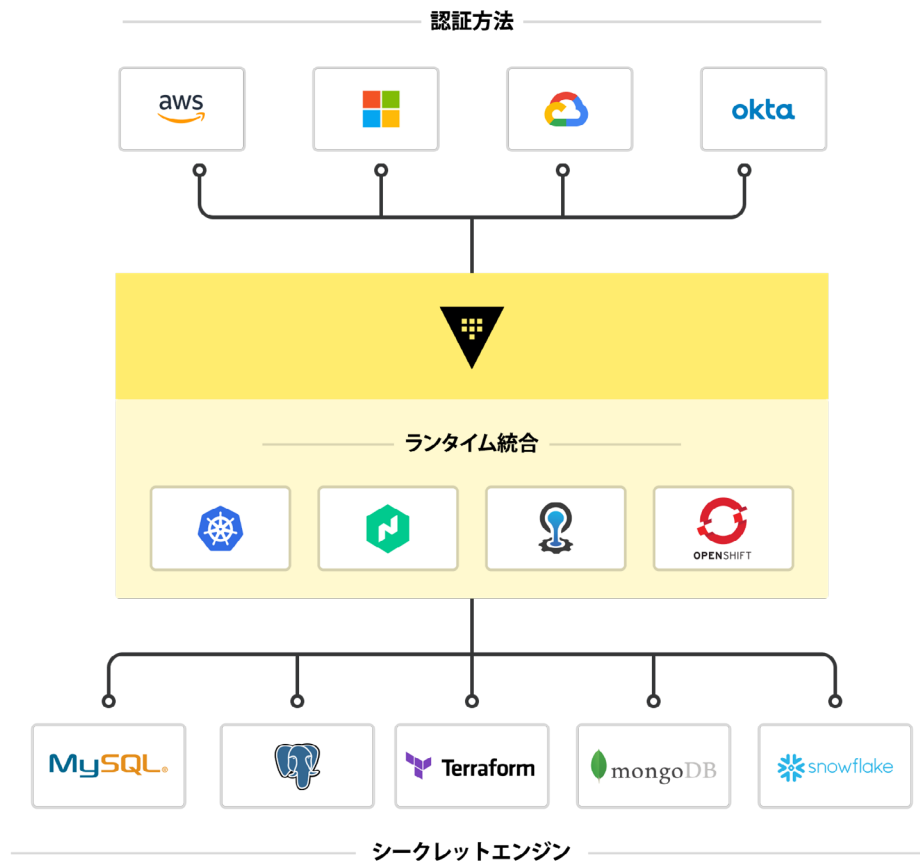 認証方法
aws
okta
ランタイム統合
OPENSHIFT
MySQL®
Terraform
mongoDB
snowflake
シークレットエンジン